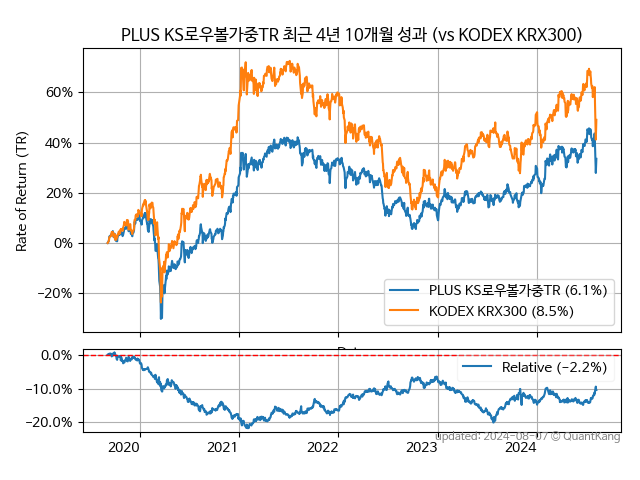 PLUS KS로우볼가중TR 최근 4년 10개월 성과 (vs KODEX KRX300)
Rate of Return (TR)
60%
40%
20%
0%
−20%
PLUS KS로우볼가중TR (6.1%)
KODEX KRX300 (8.5%)
0.0%
−10.0%
−20.0%
Relative (−2.2%)
2020 2021 2022 2023 2024
updated: 2024-08-07 © QuantKang